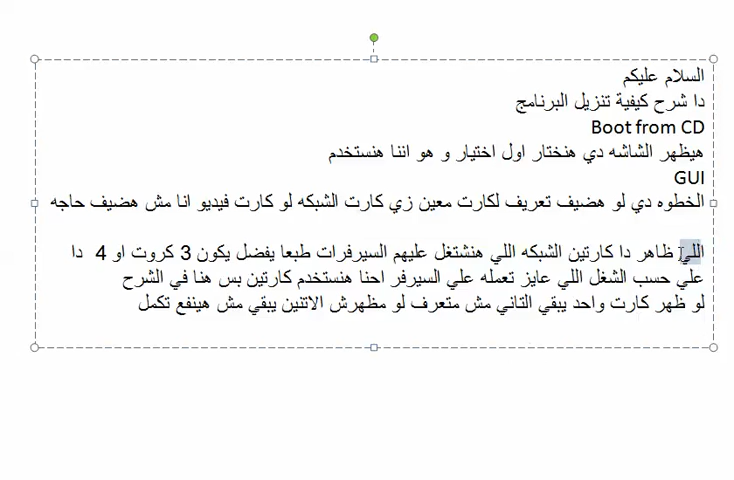 السلام عليكم
دا شرح كيفية تنزيل البرنامج
Boot from CD
هيظهر الشاشه دي هنختار اول اختيار و هو اننا هنستخدم
GUI
الخطوه دي لو هضيف تعريف لكارت معين زي كارت الشبكه لو كارت فيديو انا مش هضيف حاجه
اللي ظاهر دا كارتين الشبكه اللي هنشتغل عليهم السيرفرات طبعا يفضل يكون 3 كروت او 4 دا
علي حسب الشغل اللي عايز تعمله علي السيرفر احنا هنستخدم كارتين بس هنا في الشرح
لو ظهر كارت واحد يبقي التاني مش متعرف لو مظهرش الاتنين يبقي مش هينفع تكمل